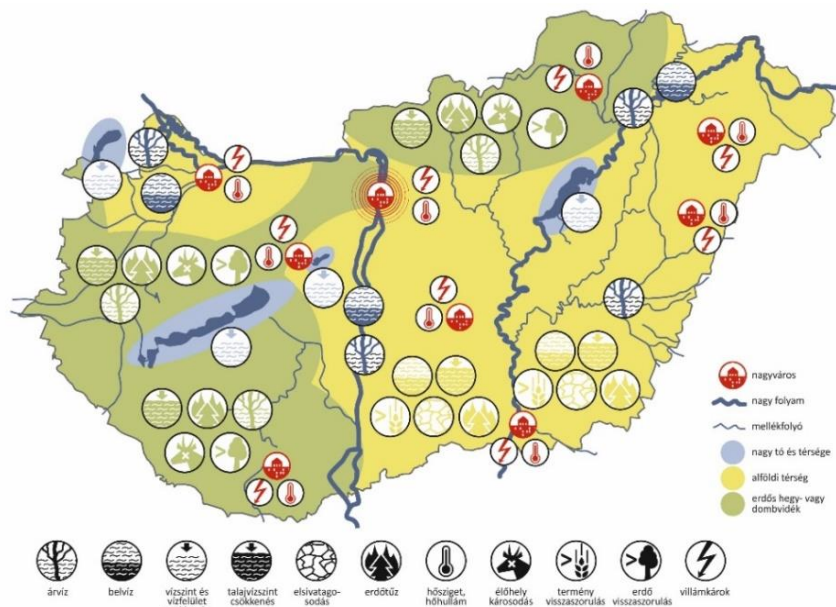 nagyváros
nagy folyam
mellékfolyó
nagy tó és térsége
alföldi térség
erdős hegy- vagy
dombvidék
árvíz
belvíz
vízszint és
vízfelület
talajvízszint
csökkenés
elsivatago-
sodás
erdőtűz
hősziget,
hőhullám
élőhely
károsodás
termény
visszaszorulás
erdő
visszaszorulás
villámkárok